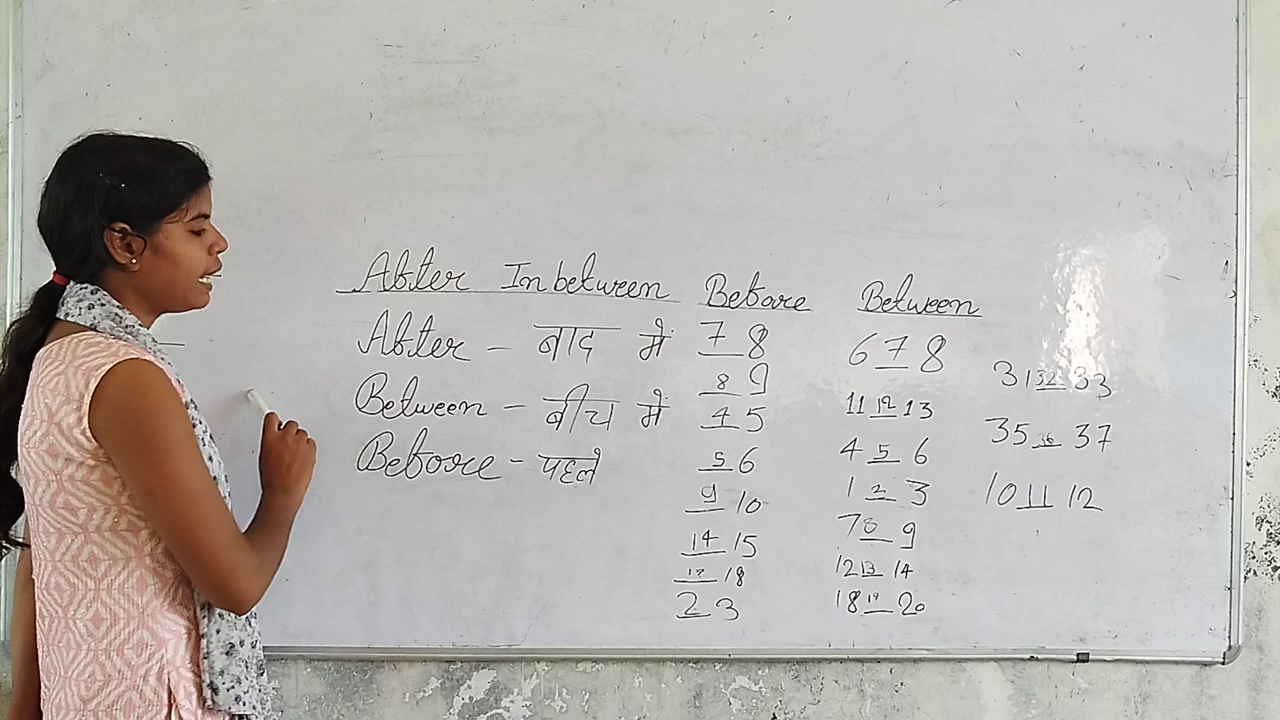 After In between Before Between
After - बाद में
Between - बीच में
Before - पहले
7 8
8 9
4 5
5 6
9 10
14 15
17 18
2 3
6 7 8
11 12 13
4 5 6
1 2 3
7 8 9
12 13 14
18 19 20
31 32 33
35 36 37
10 11 12